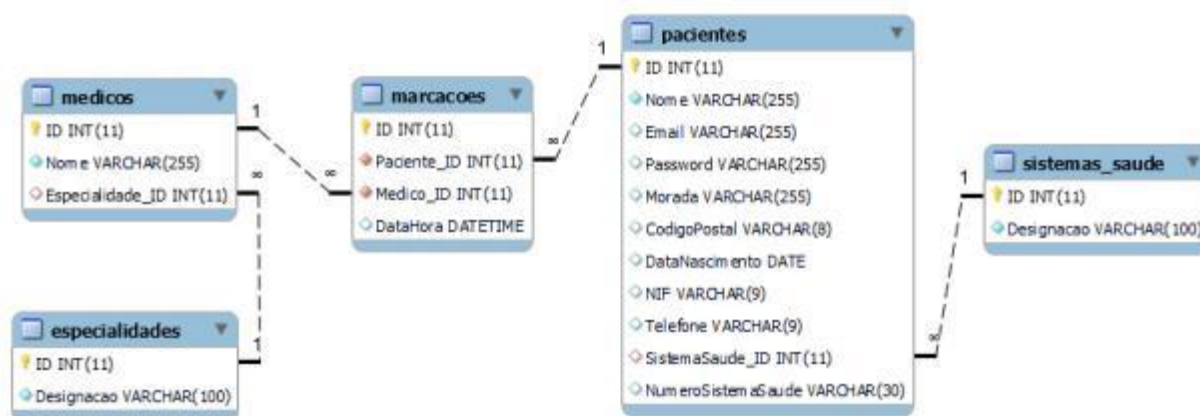 medicos
ID INT(11)
Nome VARCHAR(255)
Especialidade_ID INT(11)
1
∞
especialidades
ID INT(11)
Designacao VARCHAR(100)
1
marcacoes
ID INT(11)
Paciente_ID INT(11)
Medico_ID INT(11)
DataHora DATETIME
∞
∞
pacientes
ID INT(11)
Nome VARCHAR(255)
Email VARCHAR(255)
Password VARCHAR(255)
Morada VARCHAR(255)
CodigoPostal VARCHAR(8)
DataNascimento DATE
NIF VARCHAR(9)
Telefone VARCHAR(9)
SistemaSaude_ID INT(11)
NumeroSistemaSaude VARCHAR(30)
1
∞
sistemas_saude
ID INT(11)
Designacao VARCHAR(100)
1